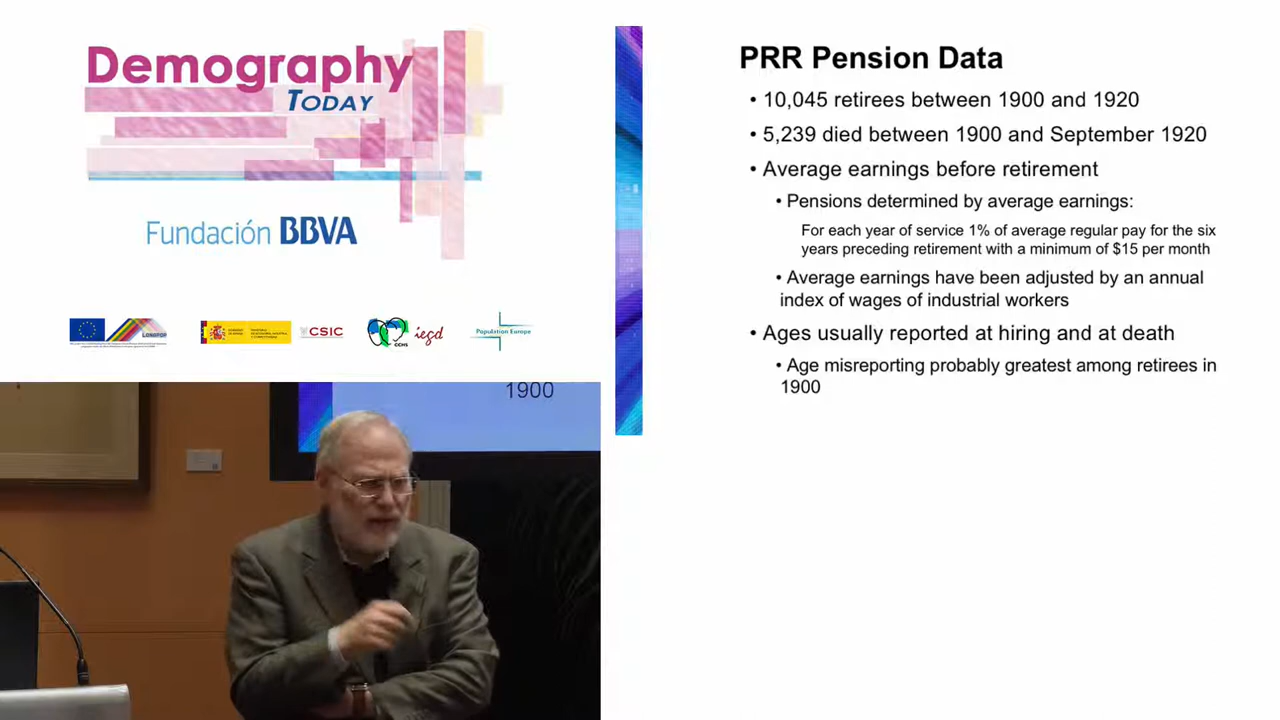 Demography
TODAY
Fundación BBVA
LONGPOP
CSIC
CCHS
iegd
Population Europe
1900
PRR Pension Data
• 10,045 retirees between 1900 and 1920
• 5,239 died between 1900 and September 1920
• Average earnings before retirement
• Pensions determined by average earnings:
For each year of service 1% of average regular pay for the six
years preceding retirement with a minimum of $15 per month
• Average earnings have been adjusted by an annual
index of wages of industrial workers
• Ages usually reported at hiring and at death
• Age misreporting probably greatest among retirees in
1900